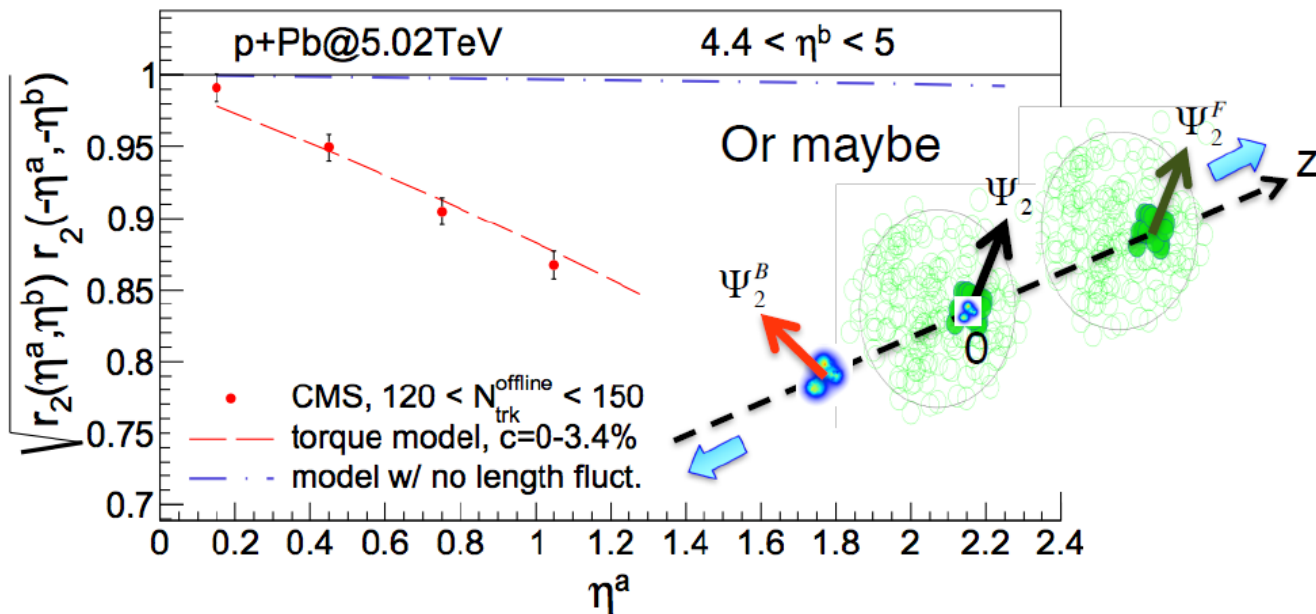 p+Pb@5.02TeV
4.4 < η^b < 5
√r₂(η^a,η^b) r₂(-η^a,-η^b)
1
0.95
0.9
0.85
0.8
0.75
0.7
Or maybe
Ψ₂^F
Z
Ψ₂
Ψ₂^B
0
CMS, 120 < N_trk^offline < 150
torque model, c=0-3.4%
model w/ no length fluct.
0 0.2 0.4 0.6 0.8 1 1.2 1.4 1.6 1.8 2 2.2 2.4
η^a